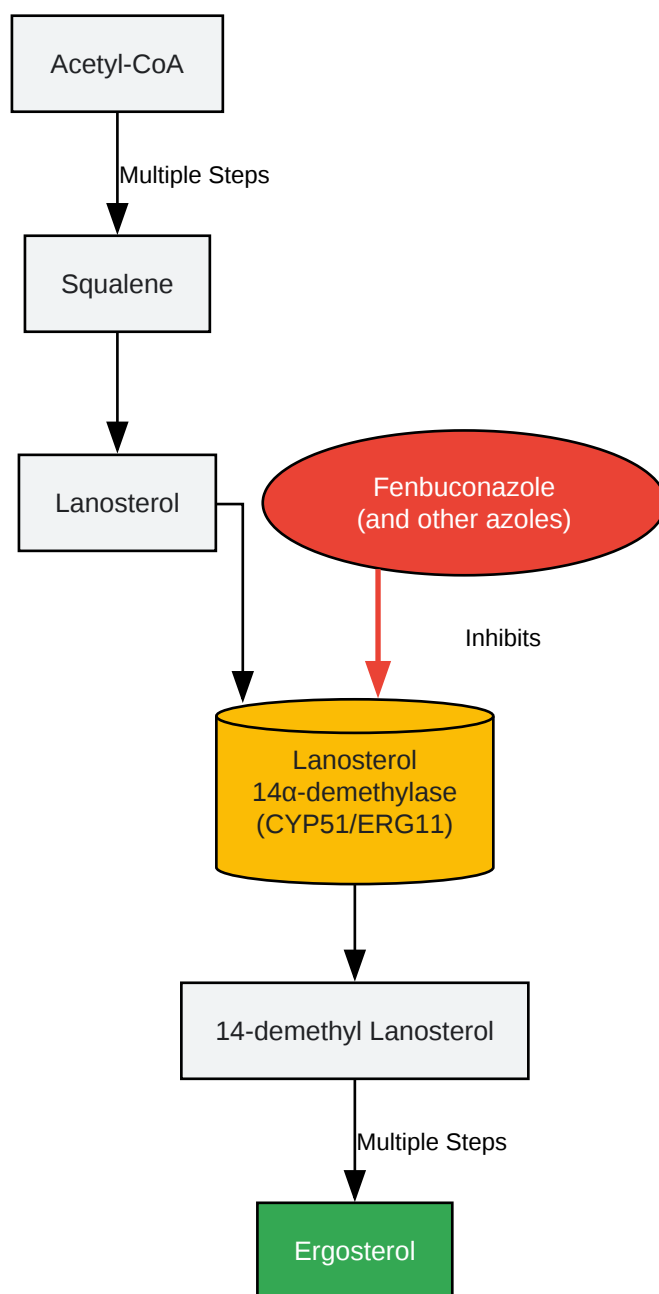 Acetyl-CoA
Multiple Steps
Squalene
Lanosterol
Fenbuconazole
(and other azoles)
Inhibits
Lanosterol
14α-demethylase
(CYP51/ERG11)
14-demethyl Lanosterol
Multiple Steps
Ergosterol